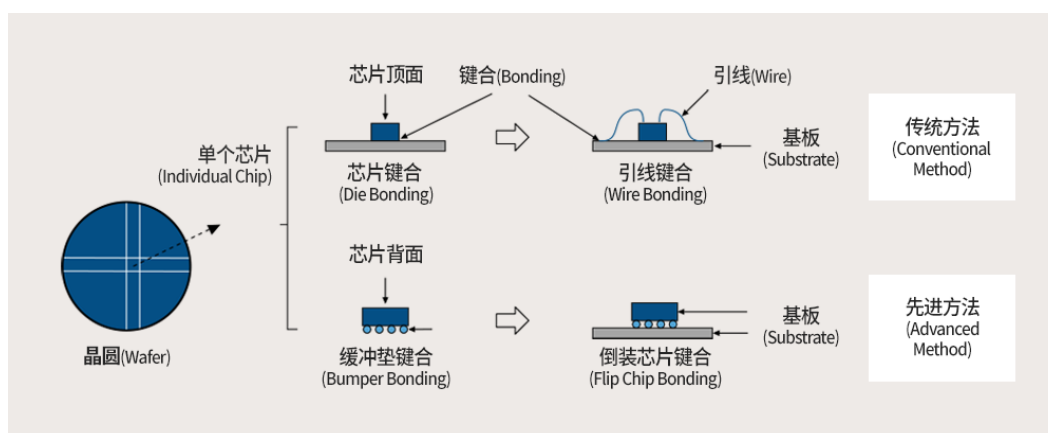 芯片顶面
键合(Bonding)
引线(Wire)
单个芯片
(Individual Chip)
芯片键合
(Die Bonding)
引线键合
(Wire Bonding)
基板
(Substrate)
传统方法
(Conventional
Method)
晶圆(Wafer)
芯片背面
缓冲垫键合
(Bumper Bonding)
倒装芯片键合
(Flip Chip Bonding)
基板
(Substrate)
先进方法
(Advanced
Method)